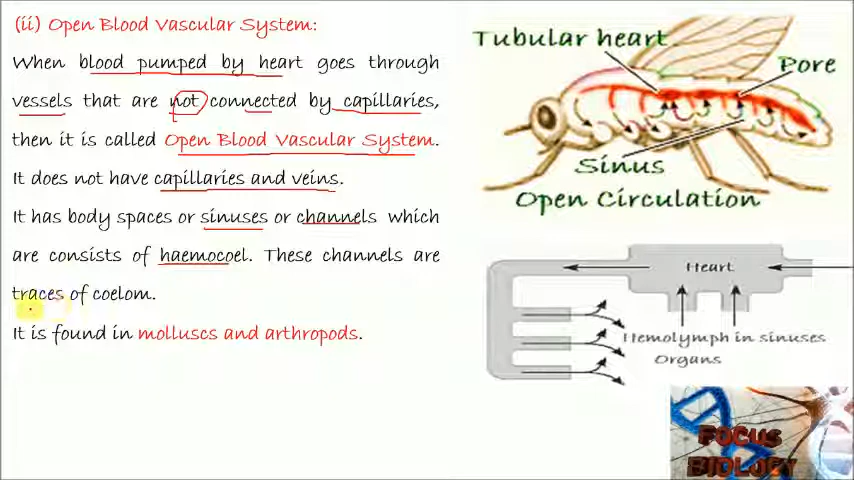 (ii) Open Blood Vascular System:
When blood pumped by heart goes through
vessels that are not connected by capillaries,
then it is called Open Blood Vascular System.
It does not have capillaries and veins.
It has body spaces or sinuses or channels which
are consists of haemocoel. These channels are
traces of coelom.
It is found in molluscs and arthropods.
Tubular heart
Pore
Sinus
Open Circulation
Heart
Hemolymph in sinuses
Organs
FOCUS
BIOLOGY